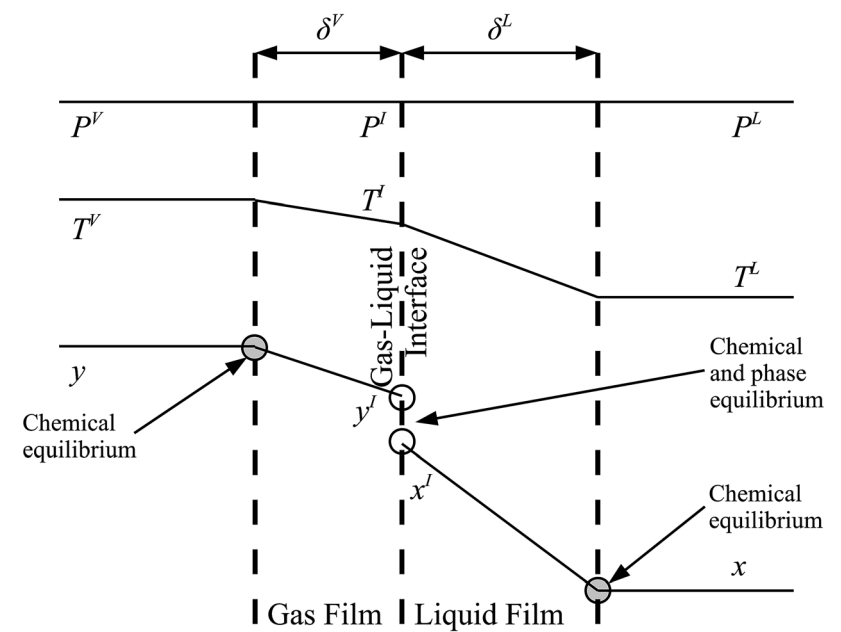 δ^V
δ^L
P^V
P^I
P^L
T^V
T^I
T^L
Gas-Liquid
Interface
y
y^I
x^I
x
Chemical
equilibrium
Chemical
and phase
equilibrium
Chemical
equilibrium
Gas Film
Liquid Film